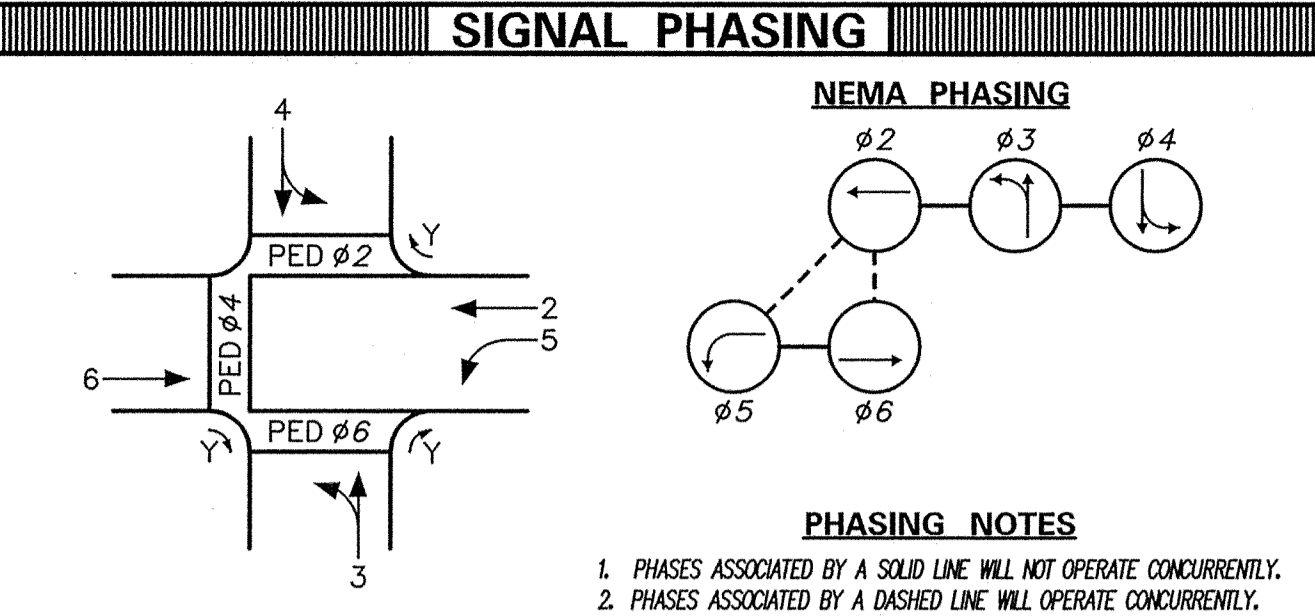 SIGNAL PHASING
4
PED ø2
Y
PED ø4
2
5
6
PED ø6
Y
Y
3
NEMA PHASING
ø2 ø3 ø4
ø5 ø6
PHASING NOTES
1. PHASES ASSOCIATED BY A SOLID LINE WILL NOT OPERATE CONCURRENTLY.
2. PHASES ASSOCIATED BY A DASHED LINE WILL OPERATE CONCURRENTLY.